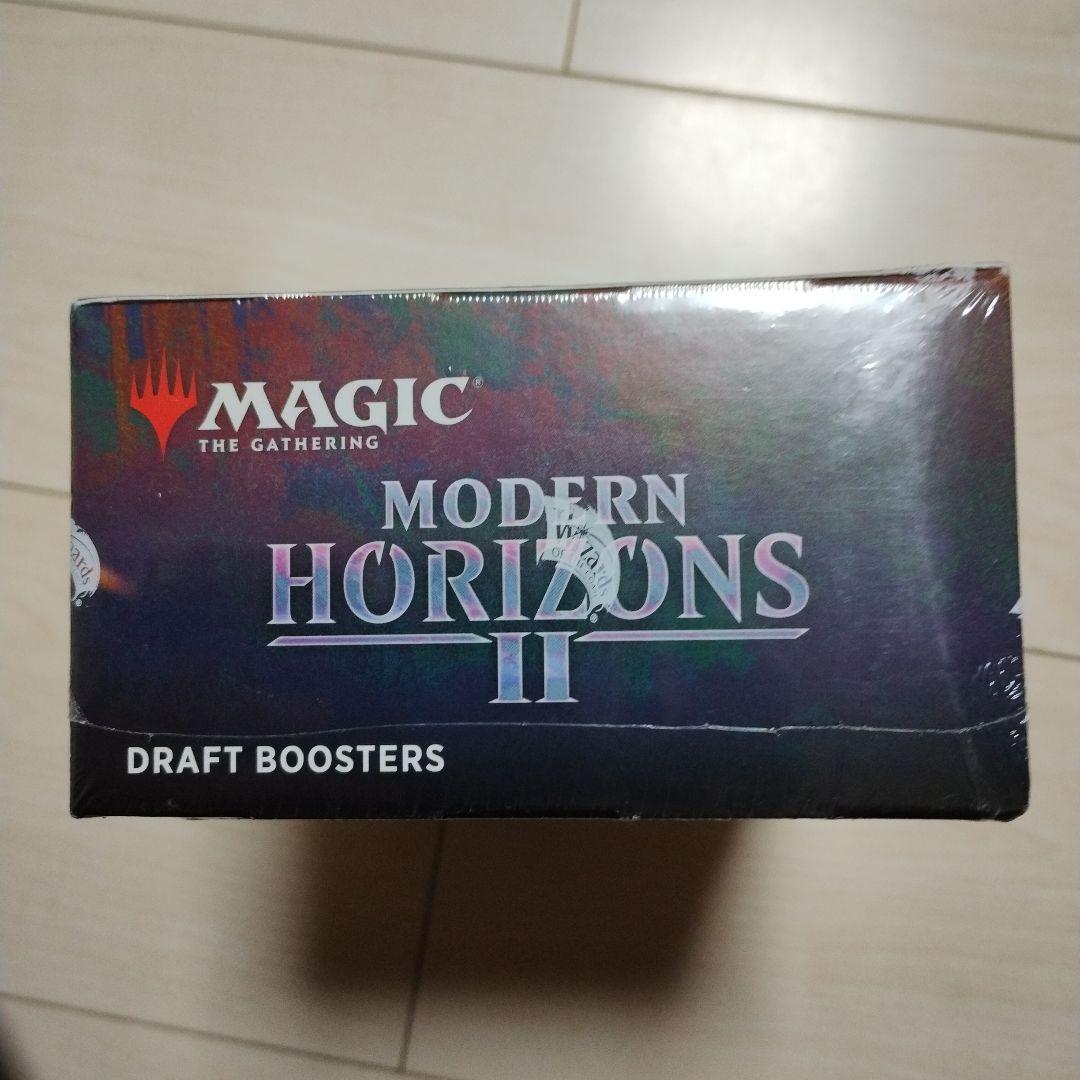 MAGIC®
THE GATHERING
MODERN
HORIZONS
II
DRAFT BOOSTERS